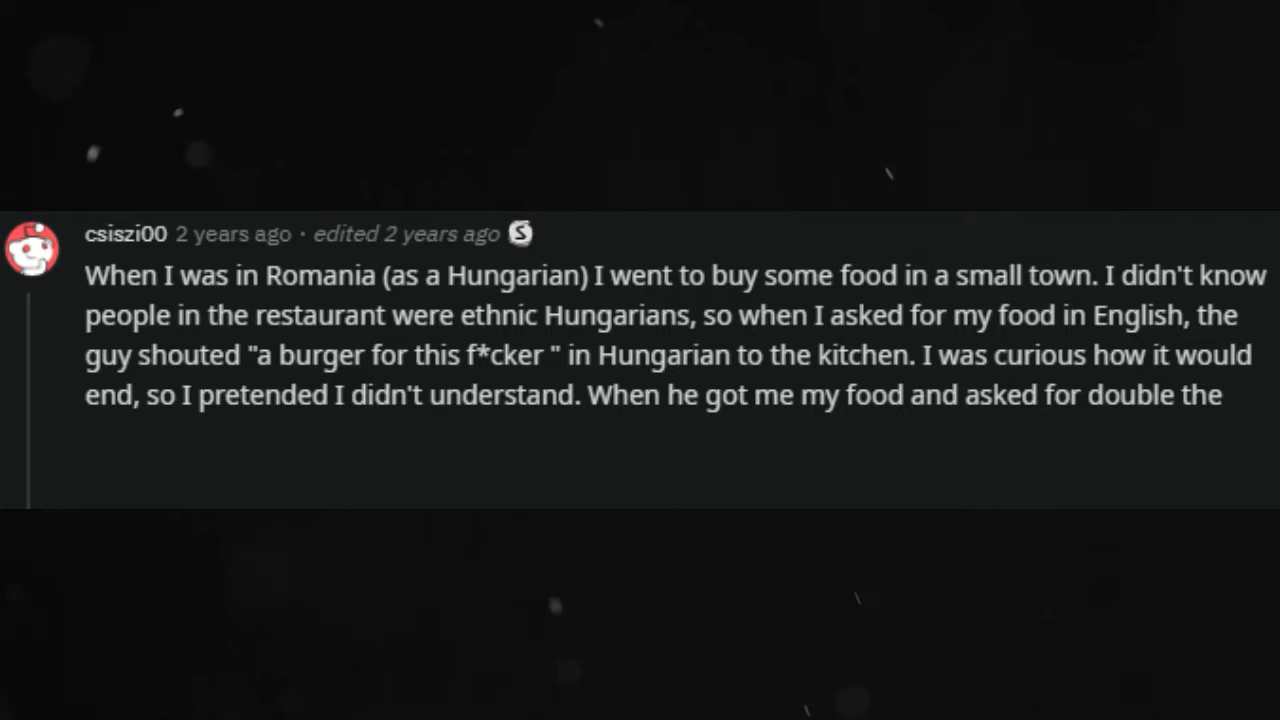 csiszi00 2 years ago · edited 2 years ago S
When I was in Romania (as a Hungarian) I went to buy some food in a small town. I didn't know
people in the restaurant were ethnic Hungarians, so when I asked for my food in English, the
guy shouted "a burger for this f*cker " in Hungarian to the kitchen. I was curious how it would
end, so I pretended I didn't understand. When he got me my food and asked for double the